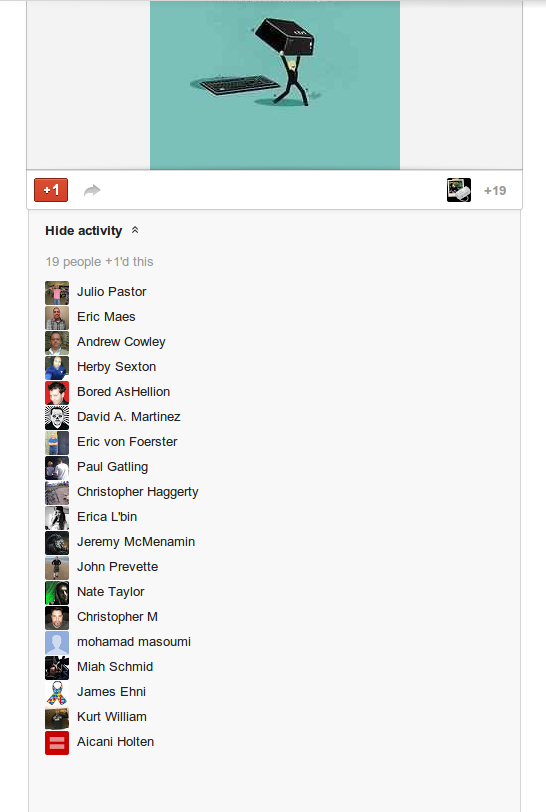 ctrl
+1
+19
Hide activity
19 people +1'd this
Julio Pastor
Eric Maes
Andrew Cowley
Herby Sexton
Bored AsHellion
David A. Martinez
Eric von Foerster
Paul Gatling
Christopher Haggerty
Erica L'bin
Jeremy McMenamin
John Prevette
Nate Taylor
Christopher M
mohamad masoumi
Miah Schmid
James Ehni
Kurt William
Aicani Holten